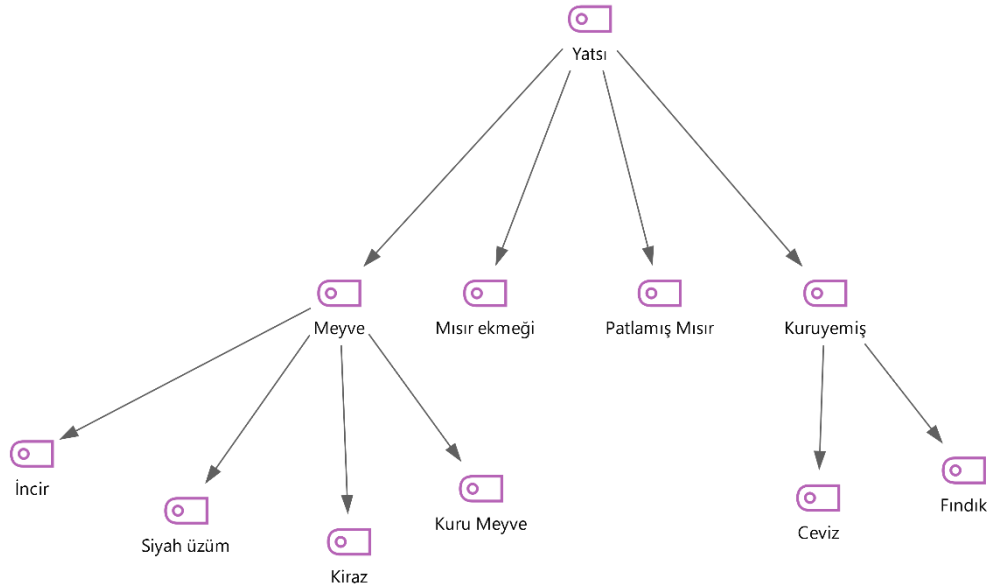 Yatsı
Meyve
Mısır ekmeği
Patlamış Mısır
Kuruyemiş
İncir
Siyah üzüm
Kiraz
Kuru Meyve
Ceviz
Fındık